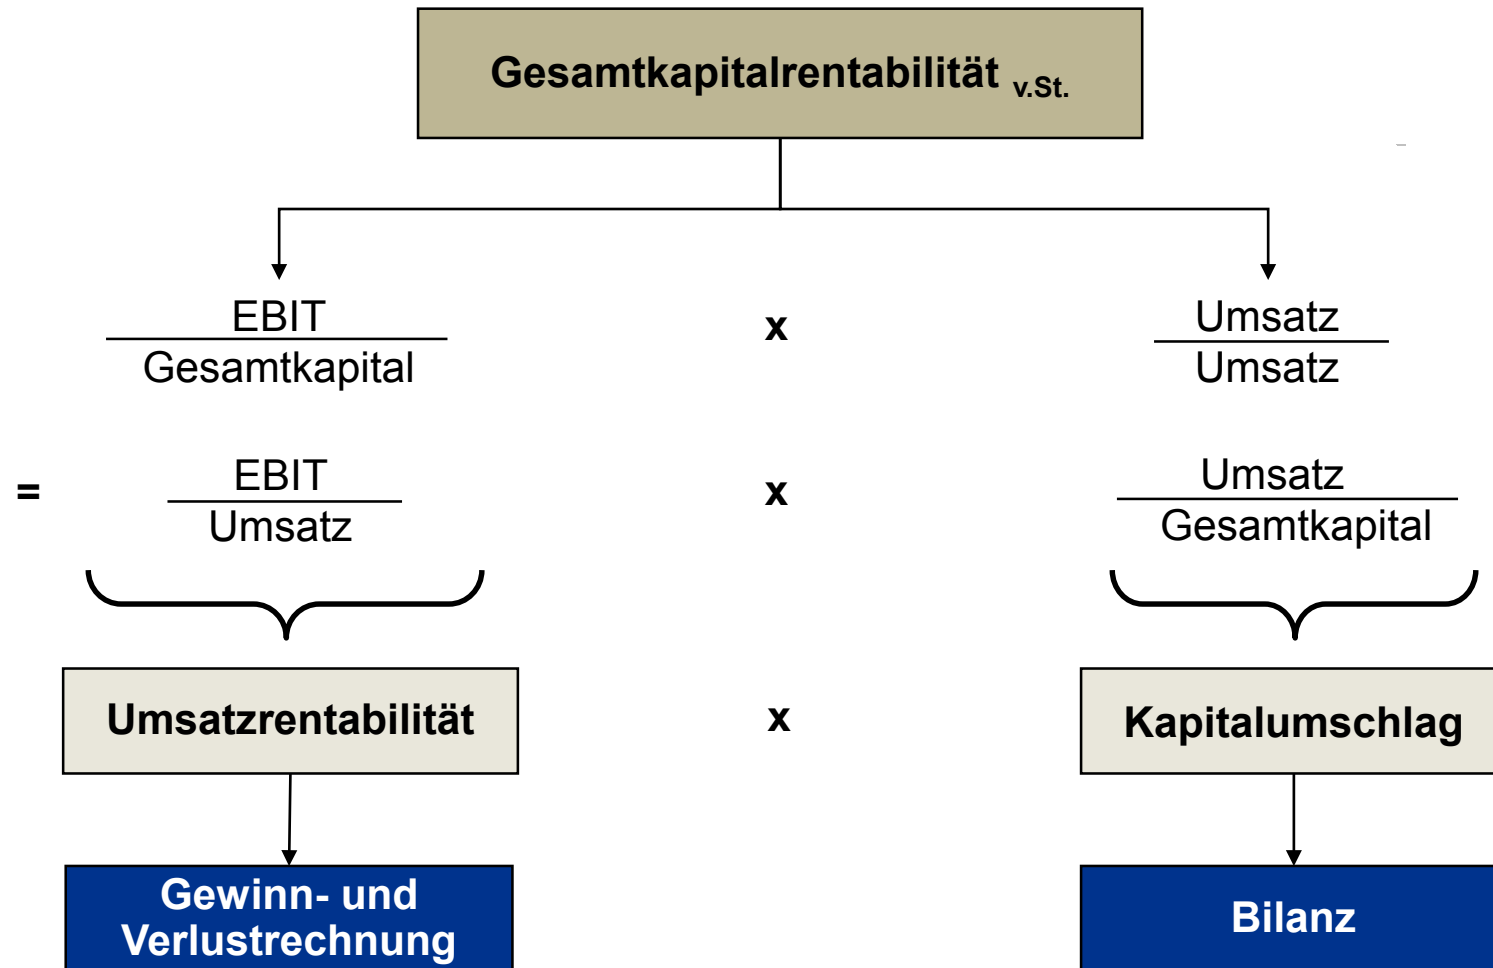 Gesamtkapitalrentabilität v.St.
EBIT
Gesamtkapital
x
Umsatz
Umsatz
=
EBIT
Umsatz
x
Umsatz
Gesamtkapital
Umsatzrentabilität
x
Kapitalumschlag
Gewinn- und
Verlustrechnung
Bilanz